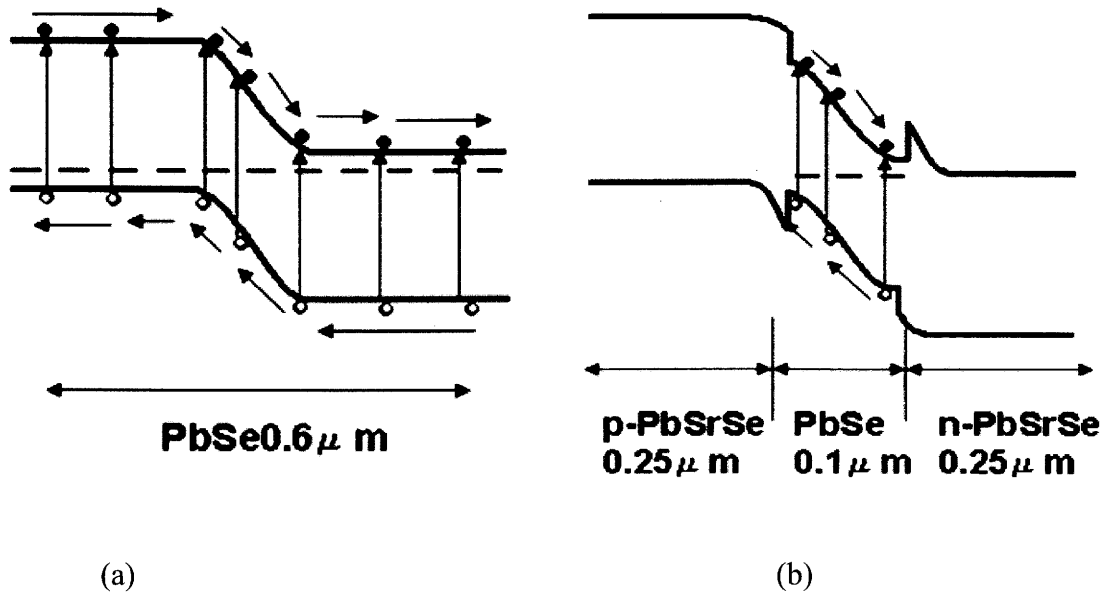 PbSe0.6μ m
p-PbSrSe PbSe n-PbSrSe
0.25μ m 0.1μ m 0.25μ m
(a) (b)